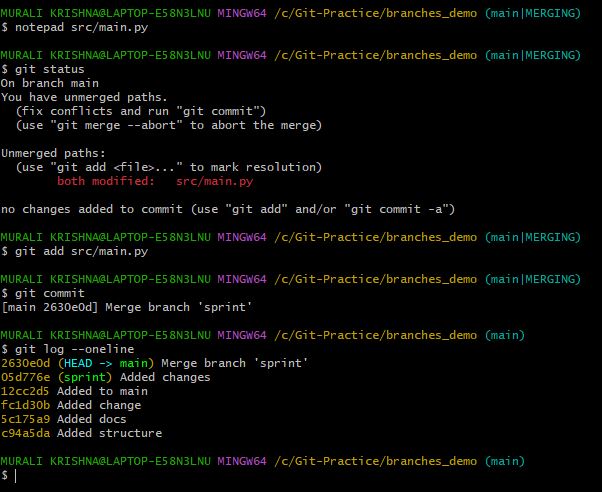 MURALI KRISHNA@LAPTOP-E58N3LNU MINGW64 /c/Git-Practice/branches_demo (main|MERGING)
$ notepad src/main.py
MURALI KRISHNA@LAPTOP-E58N3LNU MINGW64 /c/Git-Practice/branches_demo (main|MERGING)
$ git status
On branch main
You have unmerged paths.
  (fix conflicts and run "git commit")
  (use "git merge --abort" to abort the merge)
Unmerged paths:
  (use "git add <file>..." to mark resolution)
        both modified:   src/main.py
no changes added to commit (use "git add" and/or "git commit -a")
MURALI KRISHNA@LAPTOP-E58N3LNU MINGW64 /c/Git-Practice/branches_demo (main|MERGING)
$ git add src/main.py
MURALI KRISHNA@LAPTOP-E58N3LNU MINGW64 /c/Git-Practice/branches_demo (main|MERGING)
$ git commit
[main 2630e0d] Merge branch 'sprint'
MURALI KRISHNA@LAPTOP-E58N3LNU MINGW64 /c/Git-Practice/branches_demo (main)
$ git log --oneline
2630e0d (HEAD -> main) Merge branch 'sprint'
05d776e (sprint) Added changes
12cc2d5 Added to main
fc1d30b Added change
5c175a9 Added docs
c94a5da Added structure
MURALI KRISHNA@LAPTOP-E58N3LNU MINGW64 /c/Git-Practice/branches_demo (main)
$